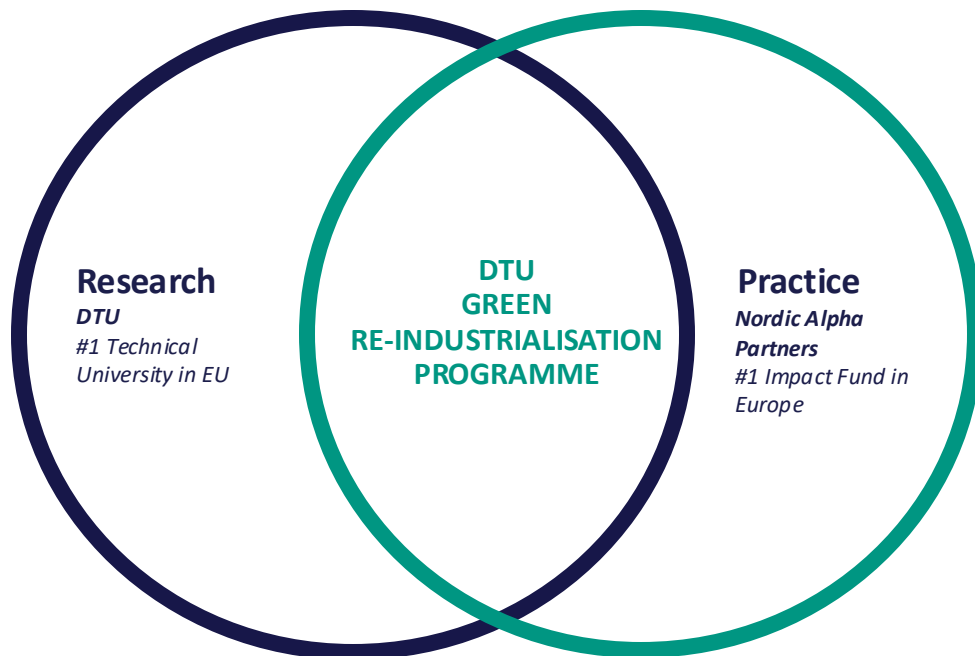 Research
DTU
#1 Technical
University in EU
DTU
GREEN
RE-INDUSTRIALISATION
PROGRAMME
Practice
Nordic Alpha
Partners
#1 Impact Fund in
Europe